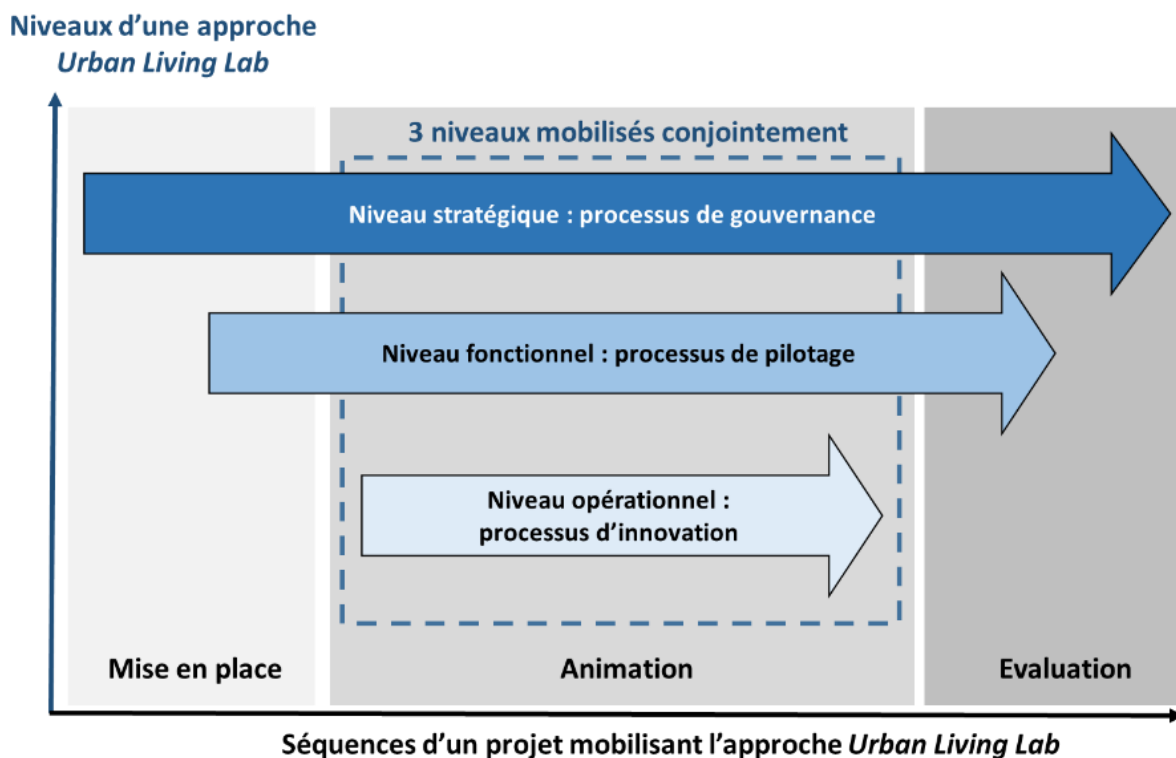 Niveaux d’une approche
Urban Living Lab
3 niveaux mobilisés conjointement
Niveau stratégique : processus de gouvernance
Niveau fonctionnel : processus de pilotage
Niveau opérationnel :
processus d’innovation
Mise en place
Animation
Evaluation
Séquences d’un projet mobilisant l’approche Urban Living Lab